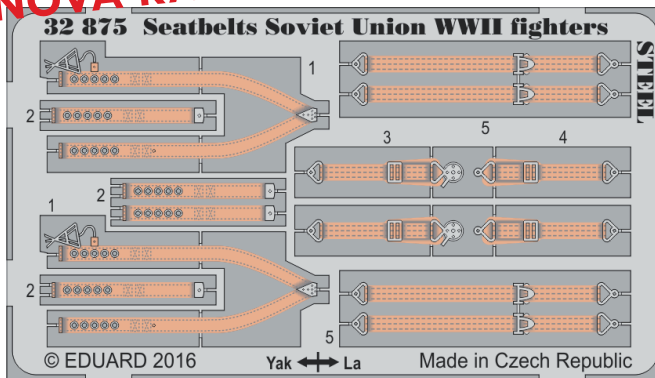 NOVA
32 875 Seatbelts Soviet Union WWII fighters
STEEL
1
2
3
5
4
2
1
2
5
© EDUARD 2016
Yak
La
Made in Czech Republic